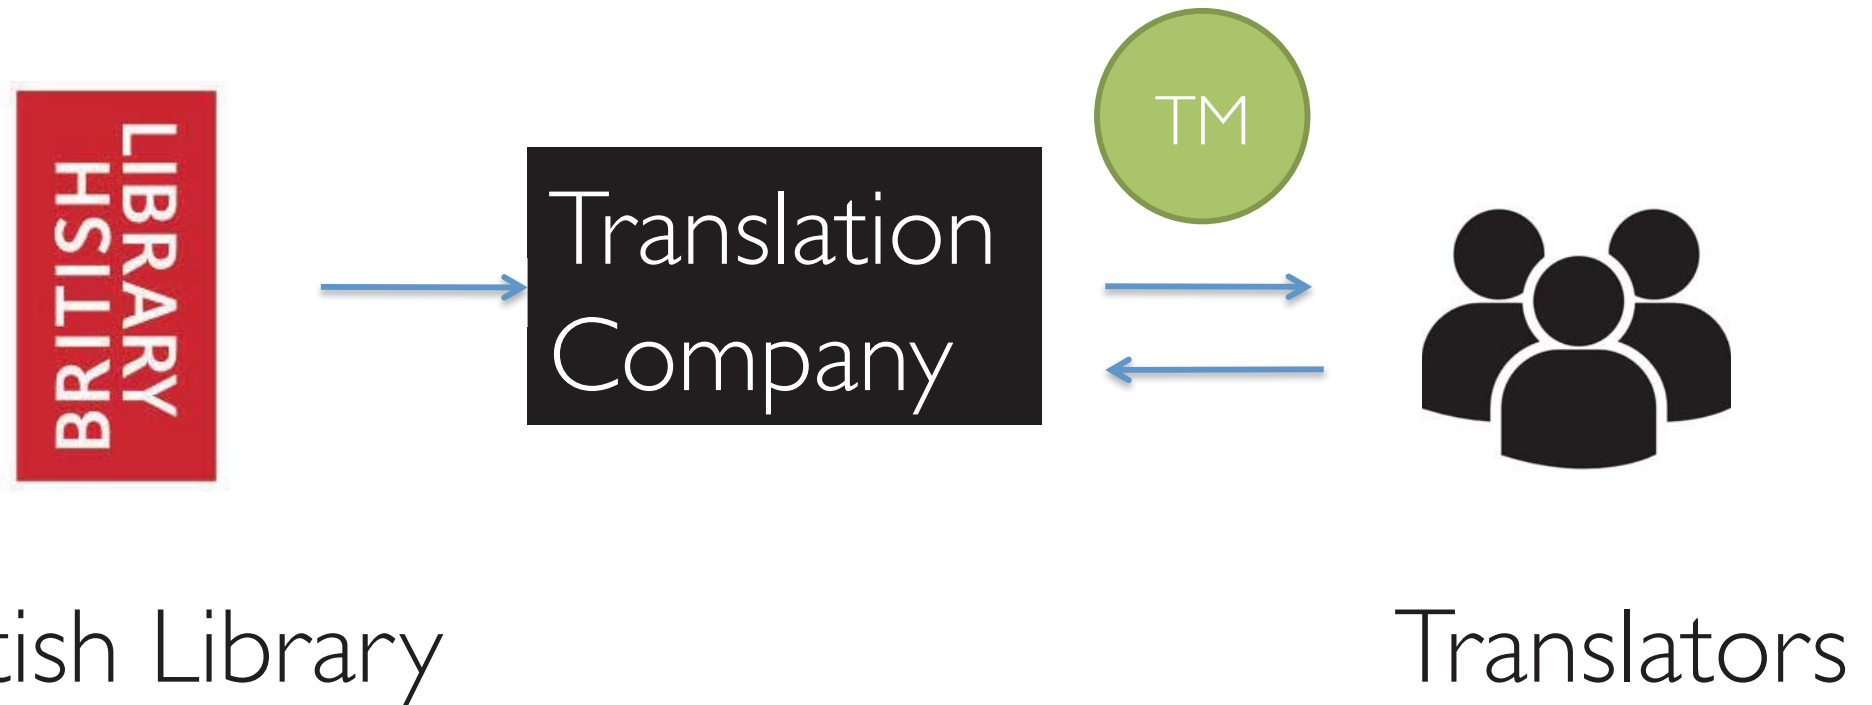 BRITISH
LIBRARY
Translation
Company
TM
tish Library
Translators